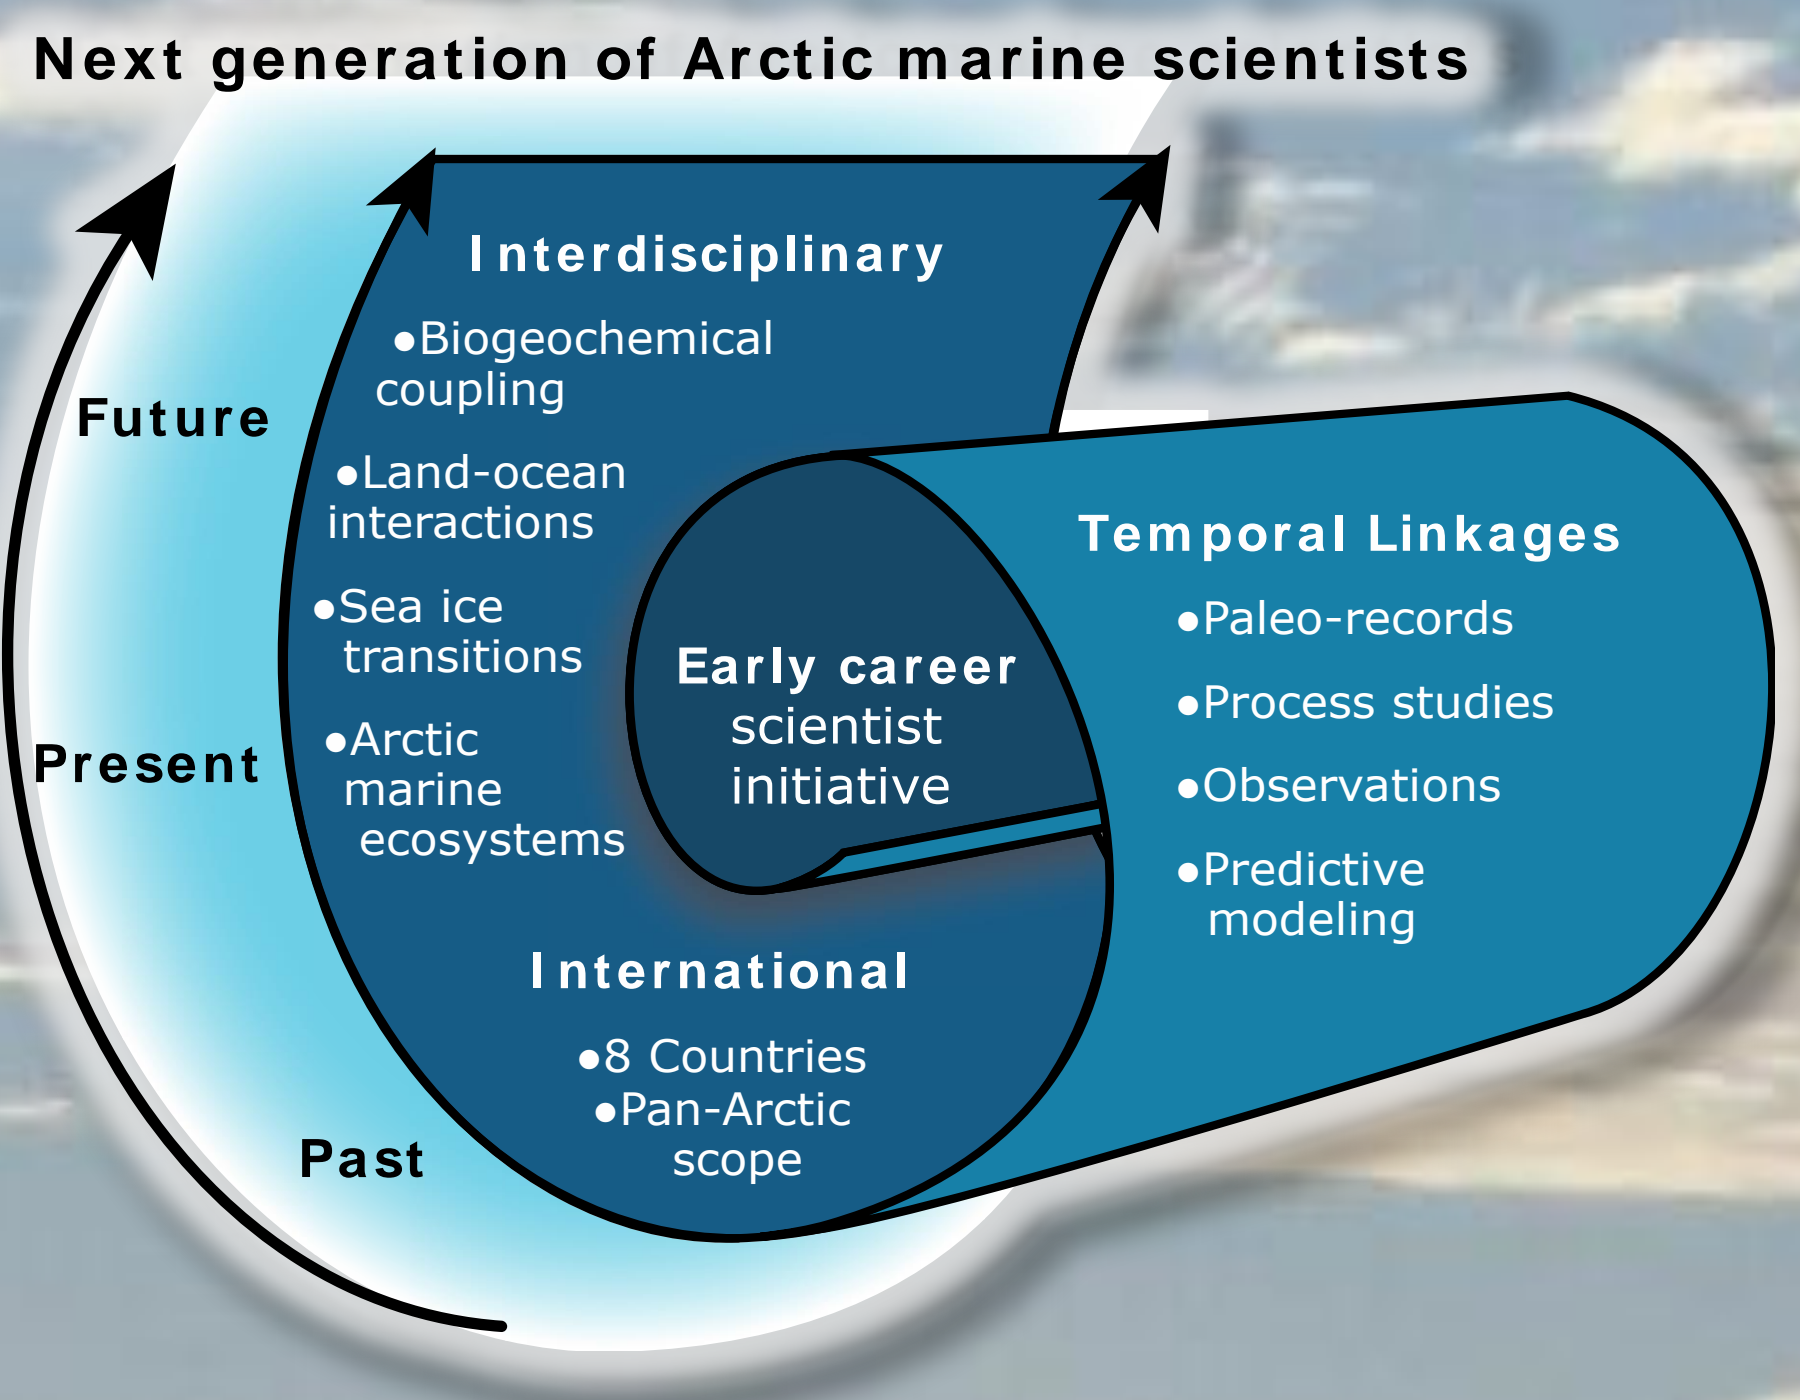 Next generation of Arctic marine scientists
Interdisciplinary
●Biogeochemical
coupling
●Land-ocean
interactions
●Sea ice
transitions
●Arctic
marine
ecosystems
Future
Present
Past
Early career
scientist
initiative
International
●8 Countries
●Pan-Arctic
scope
Temporal Linkages
●Paleo-records
●Process studies
●Observations
●Predictive
modeling